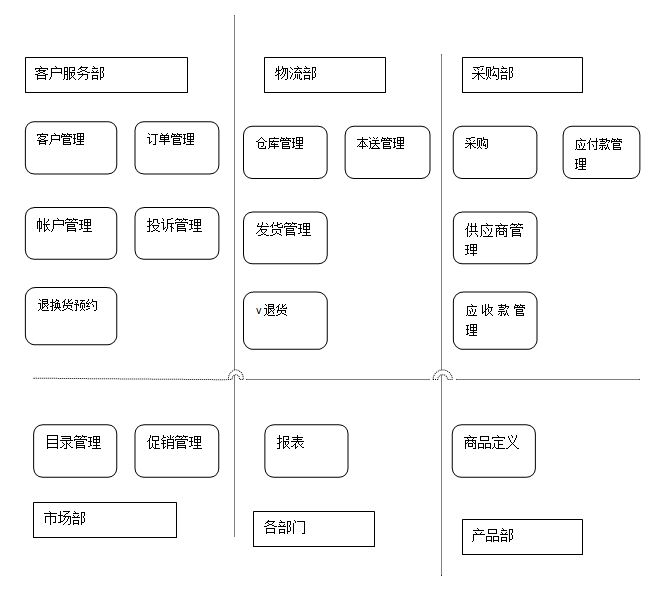 客户服务部
物流部
采购部
客户管理
订单管理
仓库管理
本送管理
采购
应付款管
理
帐户管理
投诉管理
发货管理
供应商管
理
退换货预约
v退货
应收款管
理
目录管理
促销管理
报表
商品定义
市场部
各部门
产品部